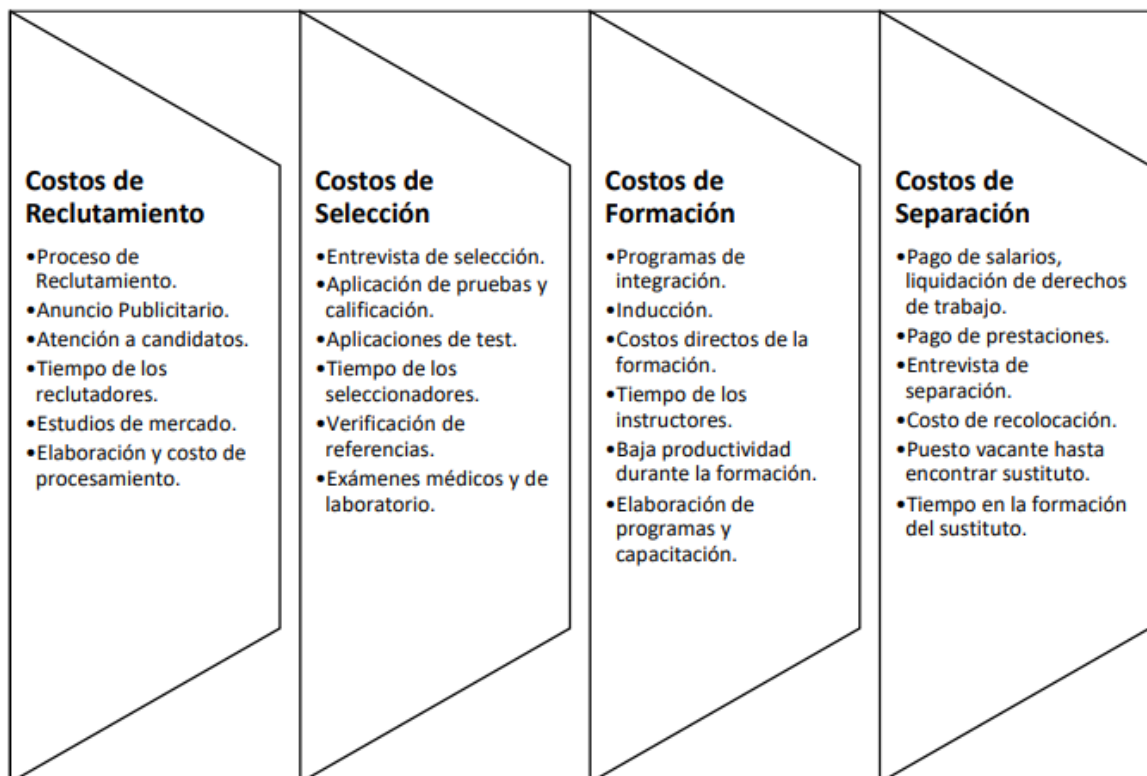 Costos de
Reclutamiento
•Proceso de
Reclutamiento.
•Anuncio Publicitario.
•Atención a candidatos.
•Tiempo de los
reclutadores.
•Estudios de mercado.
•Elaboración y costo de
procesamiento.
Costos de
Selección
•Entrevista de selección.
•Aplicación de pruebas y
calificación.
•Aplicaciones de test.
•Tiempo de los
seleccionadores.
•Verificación de
referencias.
•Exámenes médicos y de
laboratorio.
Costos de
Formación
•Programas de
integración.
•Inducción.
•Costos directos de la
formación.
•Tiempo de los
instructores.
•Baja productividad
durante la formación.
•Elaboración de
programas y
capacitación.
Costos de
Separación
•Pago de salarios,
liquidación de derechos
de trabajo.
•Pago de prestaciones.
•Entrevista de
separación.
•Costo de recolocación.
•Puesto vacante hasta
encontrar sustituto.
•Tiempo en la formación
del sustituto.